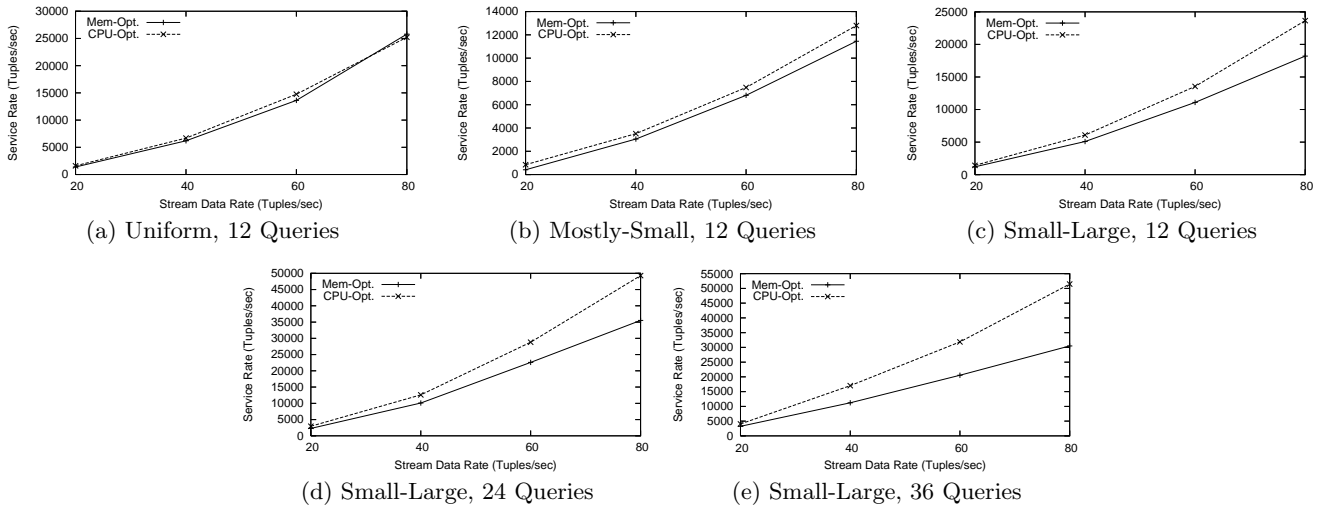 30000
25000
20000
15000
10000
5000
0
Service Rate (Tuples/sec)
Mem-Opt.
CPU-Opt.
20 40 60 80
Stream Data Rate (Tuples/sec)
(a) Uniform, 12 Queries
14000
12000
10000
8000
6000
4000
2000
0
Service Rate (Tuples/sec)
Mem-Opt.
CPU-Opt.
20 40 60 80
Stream Data Rate (Tuples/sec)
(b) Mostly-Small, 12 Queries
25000
20000
15000
10000
5000
0
Service Rate (Tuples/sec)
Mem-Opt.
CPU-Opt.
20 40 60 80
Stream Data Rate (Tuples/sec)
(c) Small-Large, 12 Queries
50000
45000
40000
35000
30000
25000
20000
15000
10000
5000
0
Service Rate (Tuples/sec)
Mem-Opt.
CPU-Opt.
20 40 60 80
Stream Data Rate (Tuples/sec)
(d) Small-Large, 24 Queries
55000
50000
45000
40000
35000
30000
25000
20000
15000
10000
5000
0
Service Rate (Tuples/sec)
Mem-Opt.
CPU-Opt.
20 40 60 80
Stream Data Rate (Tuples/sec)
(e) Small-Large, 36 Queries